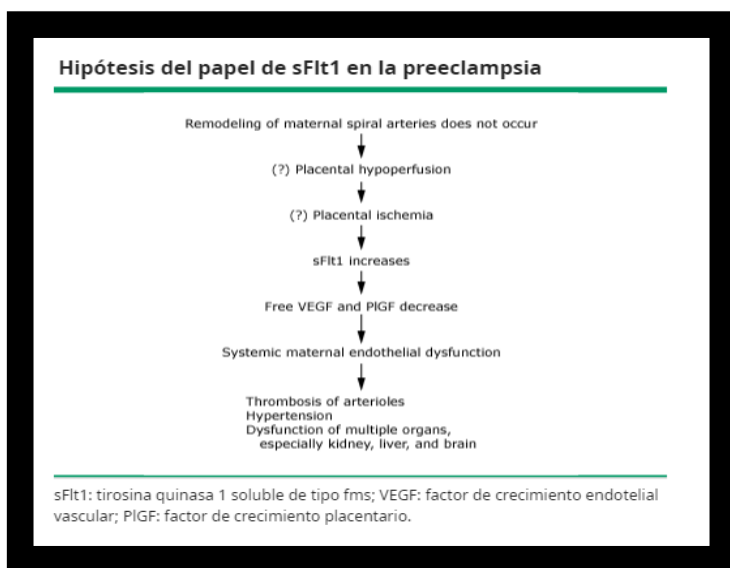 Hipótesis del papel de sFlt1 en la preeclampsia
Remodeling of maternal spiral arteries does not occur
(?) Placental hypoperfusion
(?) Placental ischemia
sFlt1 increases
Free VEGF and PlGF decrease
Systemic maternal endothelial dysfunction
Thrombosis of arterioles
Hypertension
Dysfunction of multiple organs,
especially kidney, liver, and brain
sFlt1: tirosina quinasa 1 soluble de tipo fms; VEGF: factor de crecimiento endotelial
vascular; PlGF: factor de crecimiento placentario.